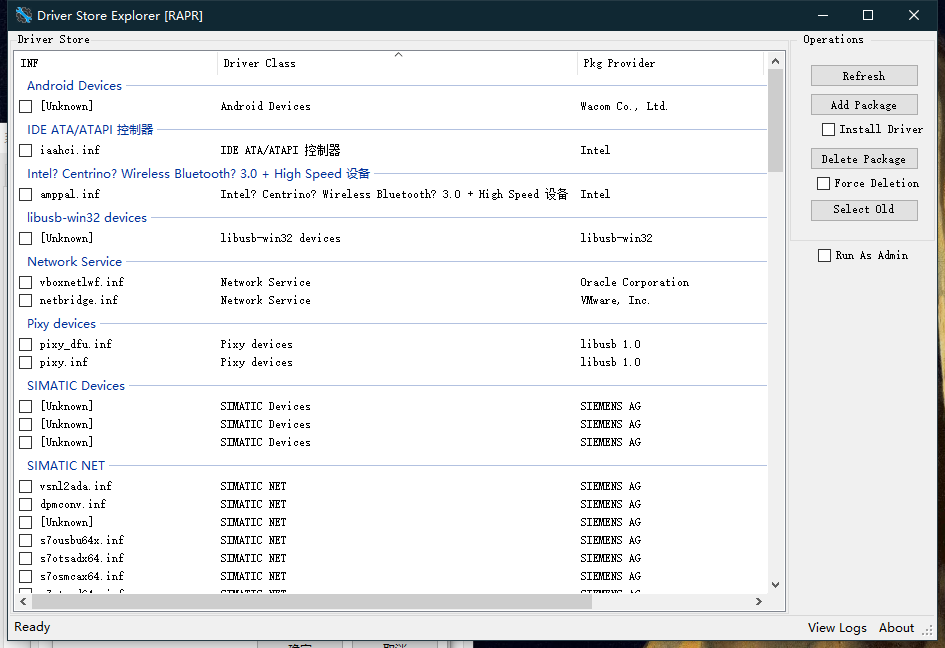 Driver Store Explorer [RAPR]
Driver Store
INF Driver Class Pkg Provider
Android Devices
[Unknown] Android Devices Wacom Co., Ltd.
IDE ATA/ATAPI 控制器
iaahci.inf IDE ATA/ATAPI 控制器 Intel
Intel? Centrino? Wireless Bluetooth? 3.0 + High Speed 设备
amppal.inf Intel? Centrino? Wireless Bluetooth? 3.0 + High Speed 设备 Intel
libusb-win32 devices
[Unknown] libusb-win32 devices libusb-win32
Network Service
vboxnetlwf.inf Network Service Oracle Corporation
netbridge.inf Network Service VMware, Inc.
Pixy devices
pixy_dfu.inf Pixy devices libusb 1.0
pixy.inf Pixy devices libusb 1.0
SIMATIC Devices
[Unknown] SIMATIC Devices SIEMENS AG
[Unknown] SIMATIC Devices SIEMENS AG
[Unknown] SIMATIC Devices SIEMENS AG
SIMATIC NET
vsnl2ada.inf SIMATIC NET SIEMENS AG
dpmconv.inf SIMATIC NET SIEMENS AG
[Unknown] SIMATIC NET SIEMENS AG
s7ousbu64x.inf SIMATIC NET SIEMENS AG
s7otsadx64.inf SIMATIC NET SIEMENS AG
s7osmcax64.inf SIMATIC NET SIEMENS AG
Operations
Refresh
Add Package
Install Driver
Delete Package
Force Deletion
Select Old
Run As Admin
Ready
View Logs About